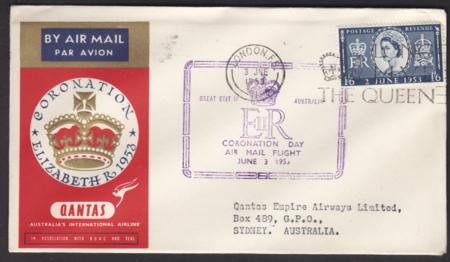 BY AIR MAIL
PAR AVION
CORONATION
ELIZABETH R. 1953
QANTAS
AUSTRALIA'S INTERNATIONAL AIRLINE
IN ASSOCIATION WITH B.O.A.C. AND TEAL
LONDON. F.S.
3 JNE
1953
GREAT BRITAIN
AUSTRALIA
E II R
CORONATION DAY
AIR MAIL FLIGHT
JUNE 3 1953
POSTAGE REVENUE
E R
1/6 2 JUNE 1953 1/6
THE QUEEN
Qantas Empire Airways Limited,
Box 489, G.P.O.,
SYDNEY. AUSTRALIA.